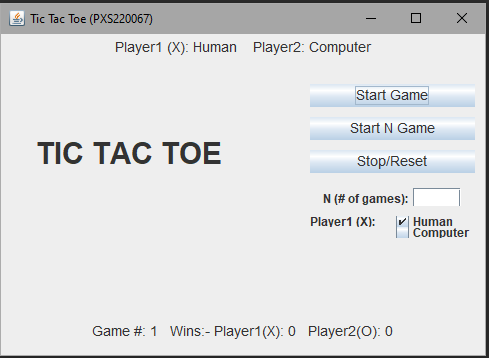 Tic Tac Toe (PXS220067)
Player1 (X): Human    Player2: Computer
TIC TAC TOE
Start Game
Start N Game
Stop/Reset
N (# of games):
Player1 (X):
Human
Computer
Game #: 1   Wins:- Player1(X): 0   Player2(O): 0